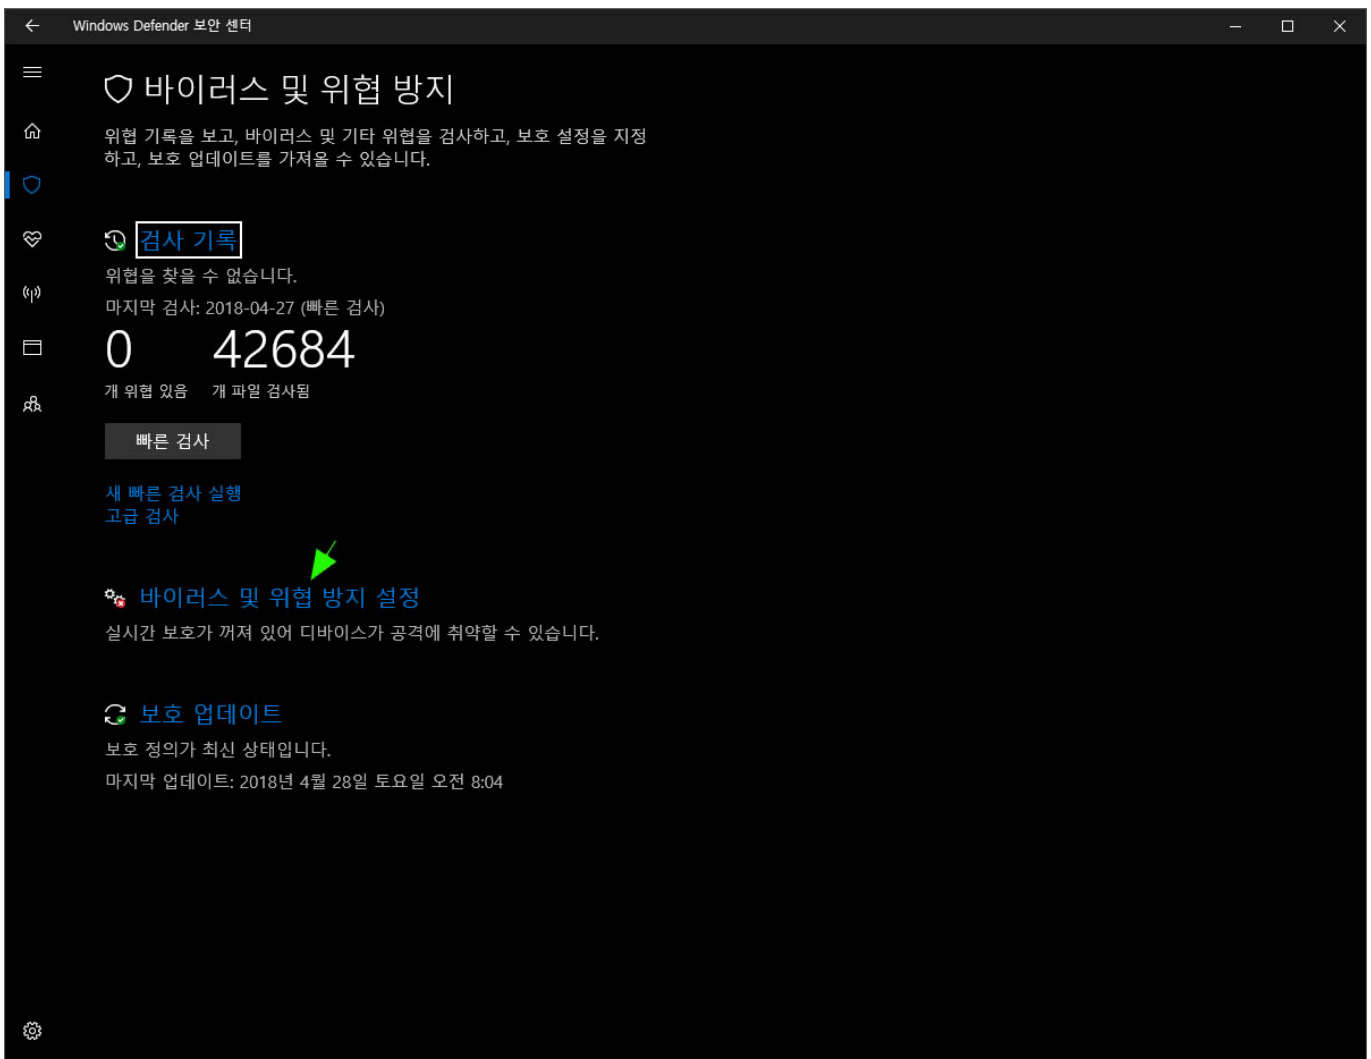 Windows Defender 보안 센터
바이러스 및 위협 방지
위협 기록을 보고, 바이러스 및 기타 위협을 검사하고, 보호 설정을 지정
하고, 보호 업데이트를 가져올 수 있습니다.
검사 기록
위협을 찾을 수 없습니다.
마지막 검사: 2018-04-27 (빠른 검사)
0 42684
개 위협 있음 개 파일 검사됨
빠른 검사
새 빠른 검사 실행
고급 검사
바이러스 및 위협 방지 설정
실시간 보호가 꺼져 있어 디바이스가 공격에 취약할 수 있습니다.
보호 업데이트
보호 정의가 최신 상태입니다.
마지막 업데이트: 2018년 4월 28일 토요일 오전 8:04